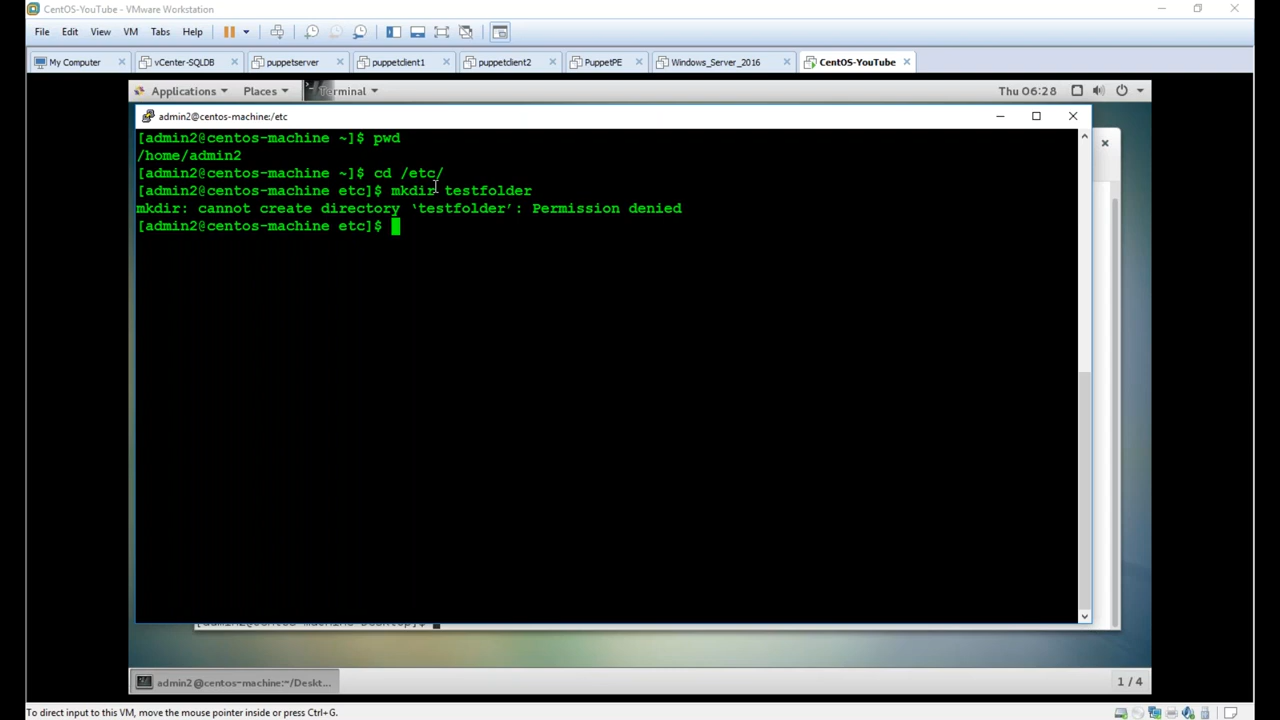 CentOS-YouTube - VMware Workstation
File Edit View VM Tabs Help
My Computer vCenter-SQLDB puppetserver puppetclient1 puppetclient2 PuppetPE Windows_Server_2016 CentOS-YouTube
Applications Places Terminal Thu 06:28
admin2@centos-machine:/etc
[admin2@centos-machine ~]$ pwd
/home/admin2
[admin2@centos-machine ~]$ cd /etc/
[admin2@centos-machine etc]$ mkdir testfolder
mkdir: cannot create directory ‘testfolder’: Permission denied
[admin2@centos-machine etc]$
admin2@centos-machine:~/Deskt... 1 / 4
To direct input to this VM, move the mouse pointer inside or press Ctrl+G.